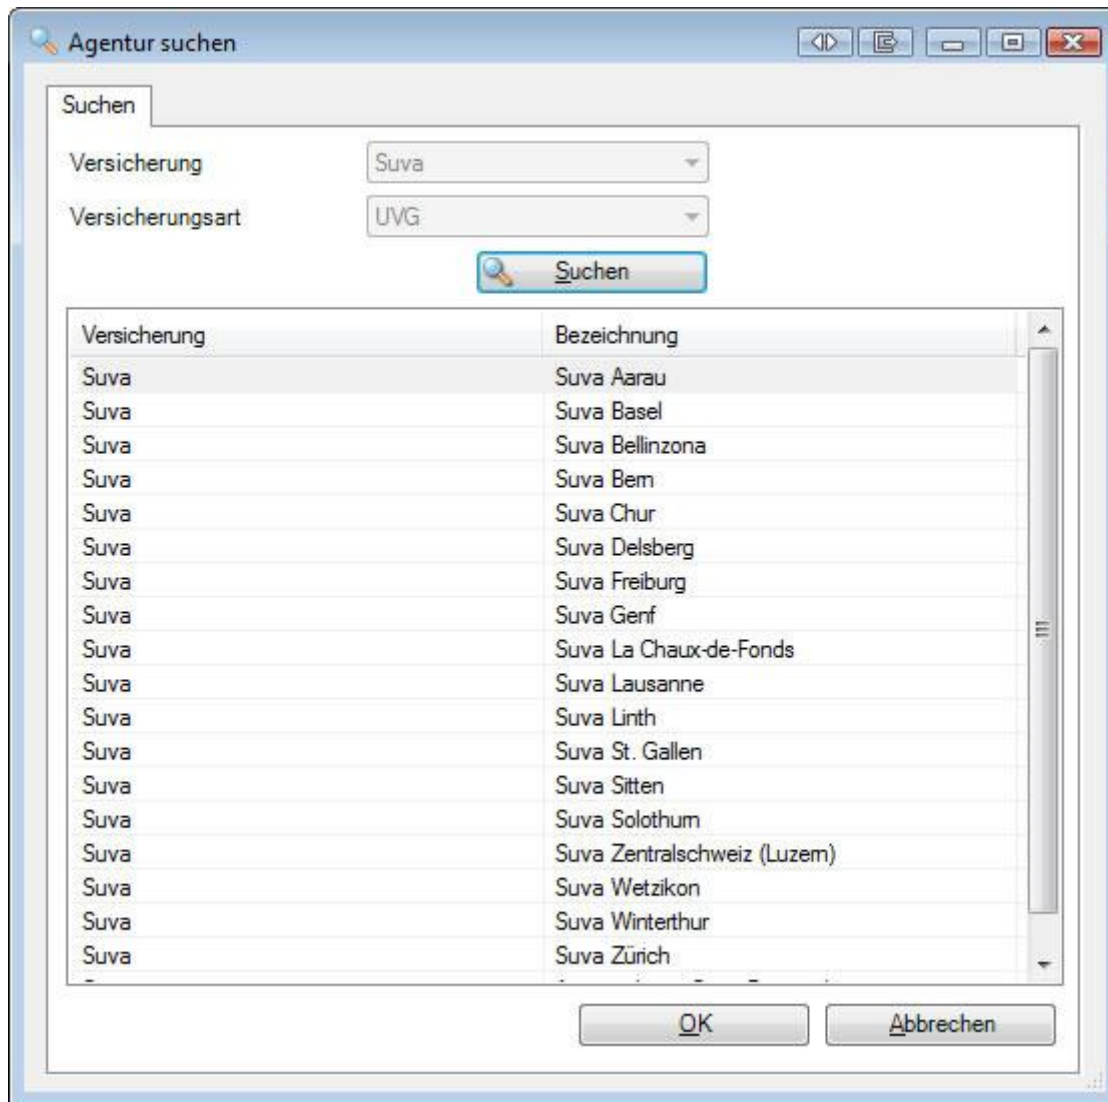 Agentur suchen
Suchen
Versicherung Suva
Versicherungsart UVG
Suchen
Versicherung Bezeichnung
Suva Suva Aarau
Suva Suva Basel
Suva Suva Bellinzona
Suva Suva Bern
Suva Suva Chur
Suva Suva Delsberg
Suva Suva Freiburg
Suva Suva Genf
Suva Suva La Chaux-de-Fonds
Suva Suva Lausanne
Suva Suva Linth
Suva Suva St. Gallen
Suva Suva Sitten
Suva Suva Solothurn
Suva Suva Zentralschweiz (Luzern)
Suva Suva Wetzikon
Suva Suva Winterthur
Suva Suva Zürich
OK Abbrechen